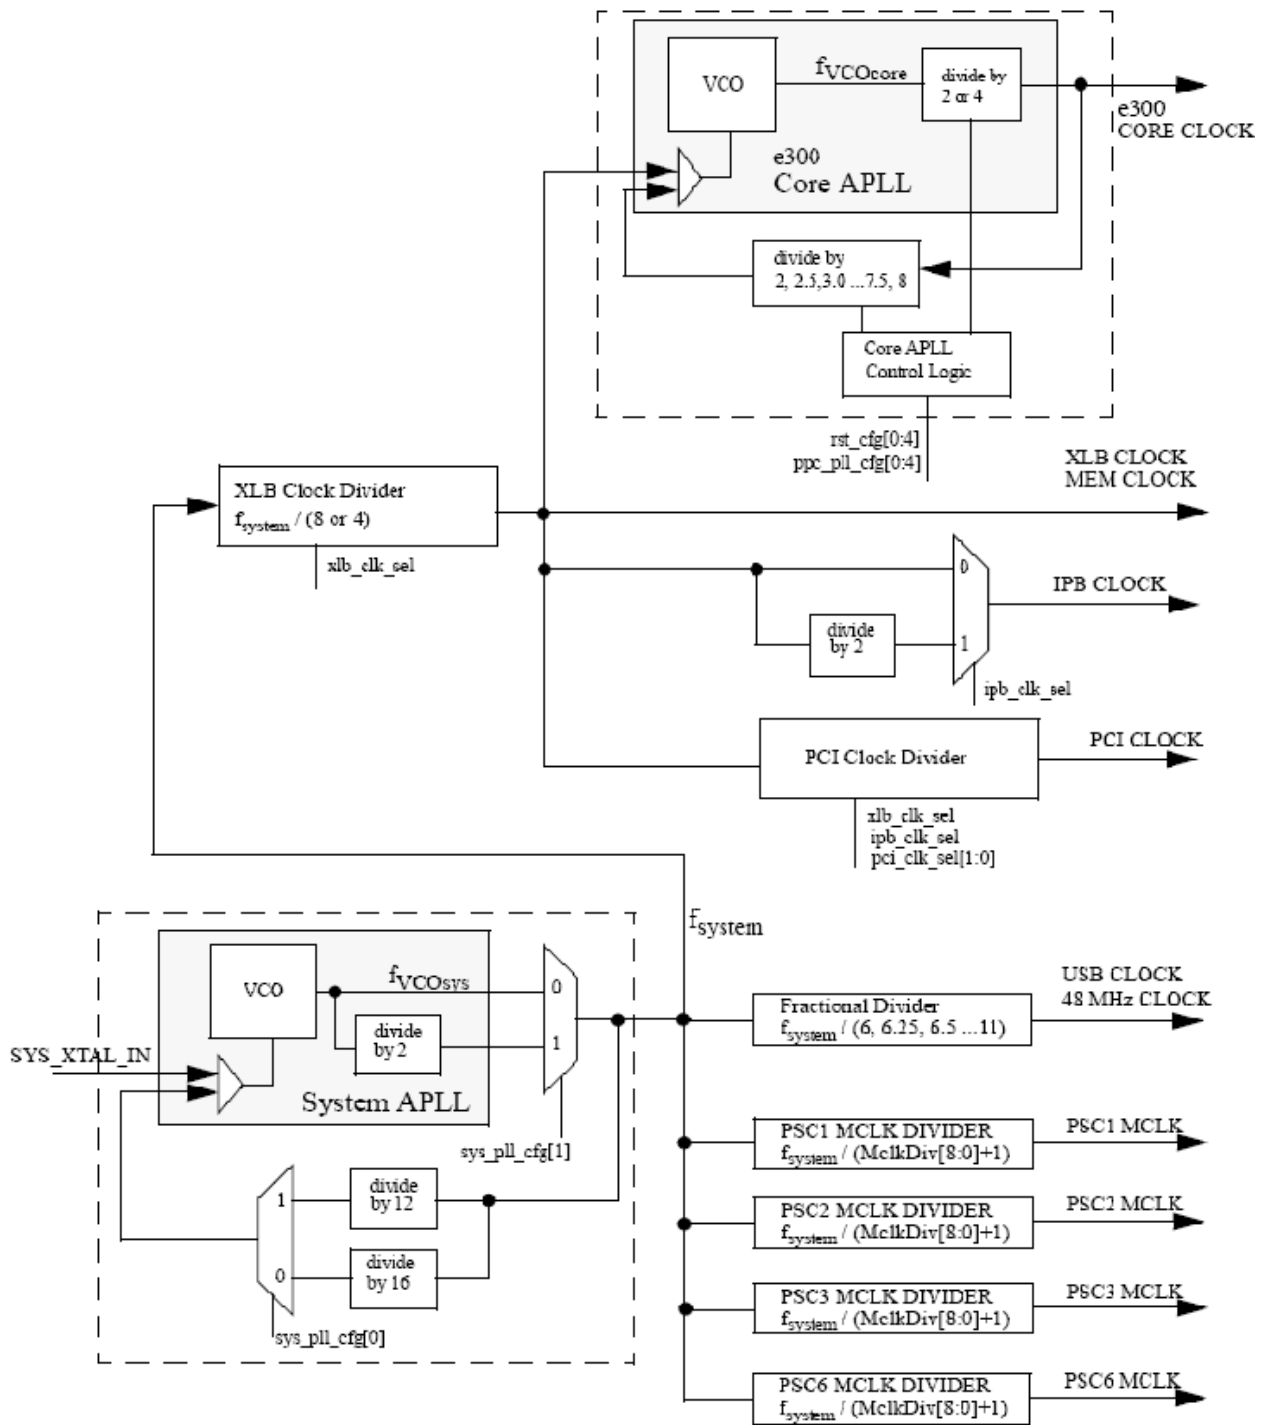 VCO
fVCOcore
divide by
2 or 4
e300
CORE CLOCK
e300
Core APLL
divide by
2, 2.5,3.0 ...7.5, 8
Core APLL
Control Logic
rst_cfg[0:4]
ppc_pll_cfg[0:4]
XLB CLOCK
MEM CLOCK
XLB Clock Divider
fsystem / (8 or 4)
xlb_clk_sel
0
IPB CLOCK
divide
by 2
1
ipb_clk_sel
PCI CLOCK
PCI Clock Divider
xlb_clk_sel
ipb_clk_sel
pci_clk_sel[1:0]
fsystem
VCO
fVCOsys
0
divide
by 2
1
SYS_XTAL_IN
System APLL
sys_pll_cfg[1]
USB CLOCK
48 MHz CLOCK
Fractional Divider
fsystem / (6, 6.25, 6.5 ...11)
PSC1 MCLK DIVIDER
fsystem / (MclkDiv[8:0]+1)
PSC1 MCLK
1
divide
by 12
0
divide
by 16
sys_pll_cfg[0]
PSC2 MCLK DIVIDER
fsystem / (MclkDiv[8:0]+1)
PSC2 MCLK
PSC3 MCLK DIVIDER
fsystem / (MclkDiv[8:0]+1)
PSC3 MCLK
PSC6 MCLK DIVIDER
fsystem / (MclkDiv[8:0]+1)
PSC6 MCLK